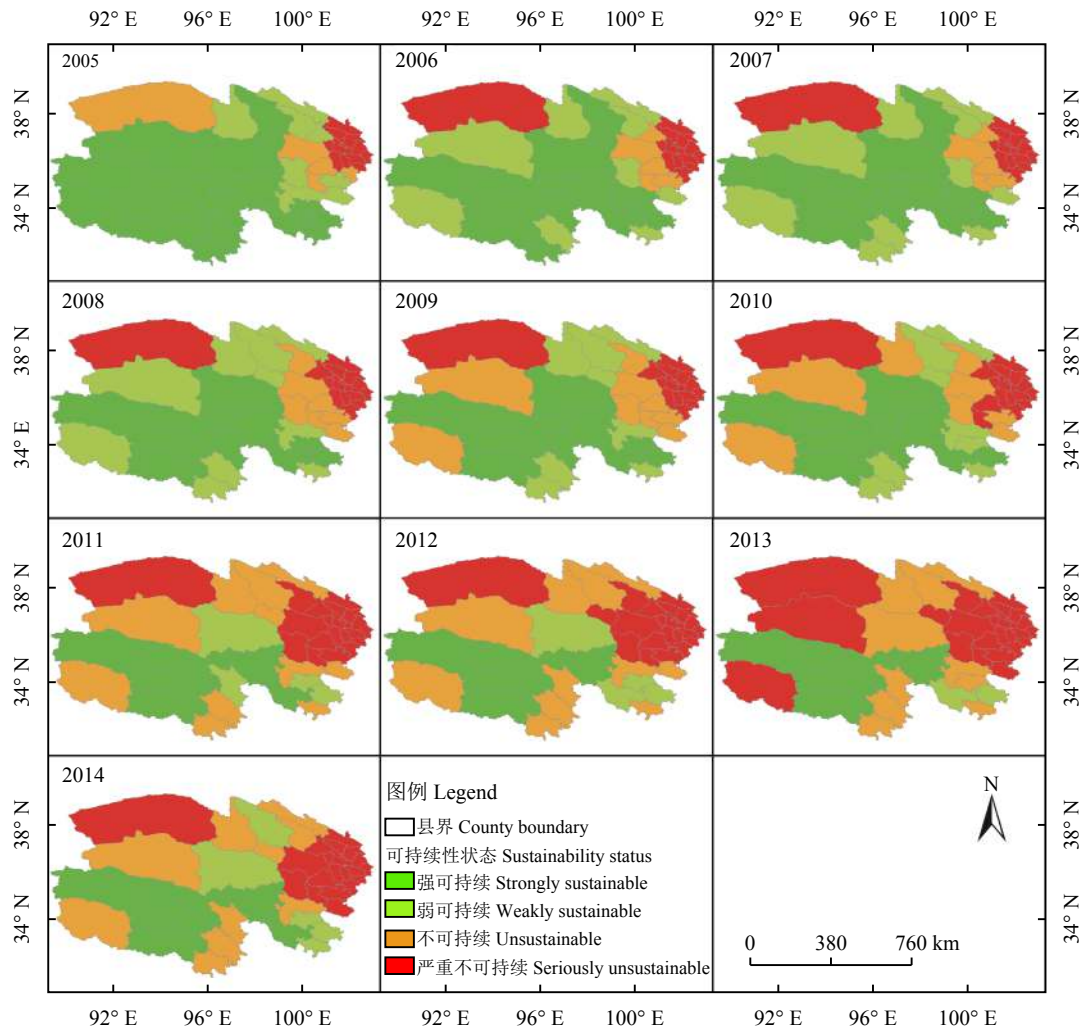 92° E 96° E 100° E 92° E 96° E 100° E 92° E 96° E 100° E
2005 2006 2007
38° N 38° N
34° N 34° N
2008 2009 2010
38° N 38° N
34° E 34° N
2011 2012 2013
38° N 38° N
34° N 34° N
2014
图例 Legend
N
县界 County boundary
38° N 38° N
可持续性状态 Sustainability status
强可持续 Strongly sustainable
弱可持续 Weakly sustainable
34° N 34° N
不可持续 Unsustainable
0 380 760 km
严重不可持续 Seriously unsustainable
92° E 96° E 100° E 92° E 96° E 100° E 92° E 96° E 100° E